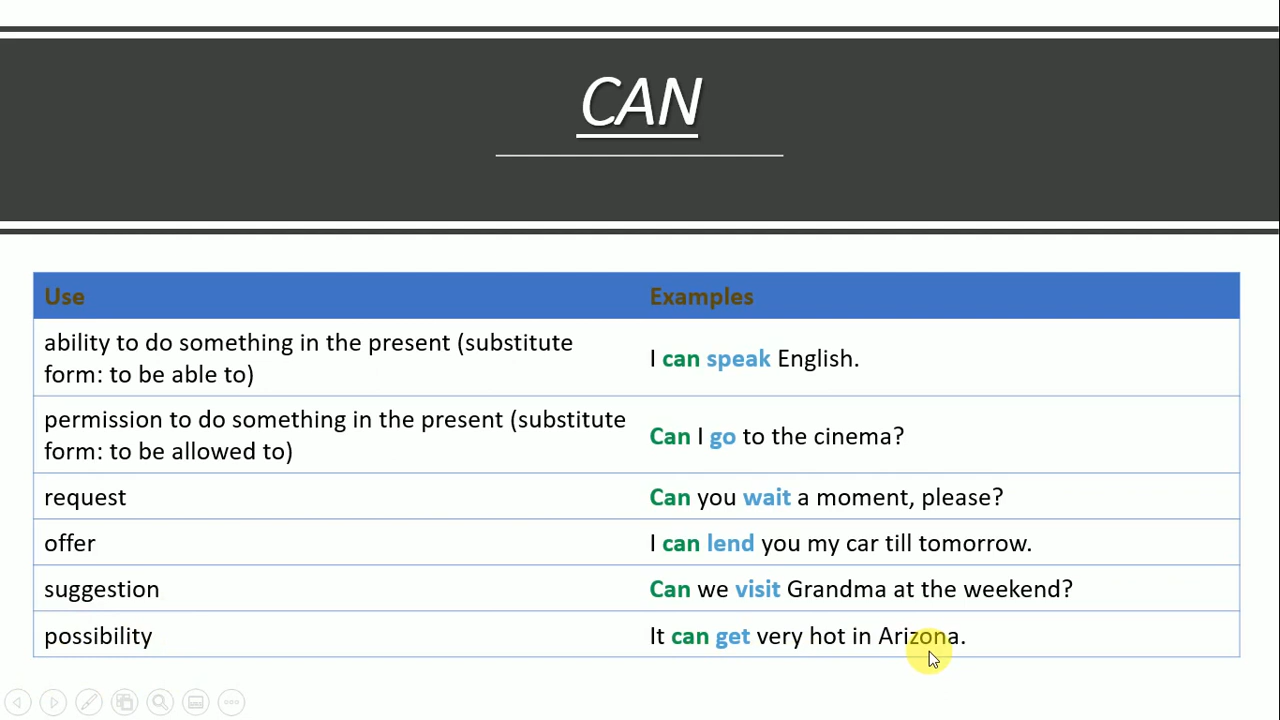 CAN
Use Examples
ability to do something in the present (substitute
form: to be able to)
I can speak English.
permission to do something in the present (substitute
form: to be allowed to)
Can I go to the cinema?
request
Can you wait a moment, please?
offer
I can lend you my car till tomorrow.
suggestion
Can we visit Grandma at the weekend?
possibility
It can get very hot in Arizona.